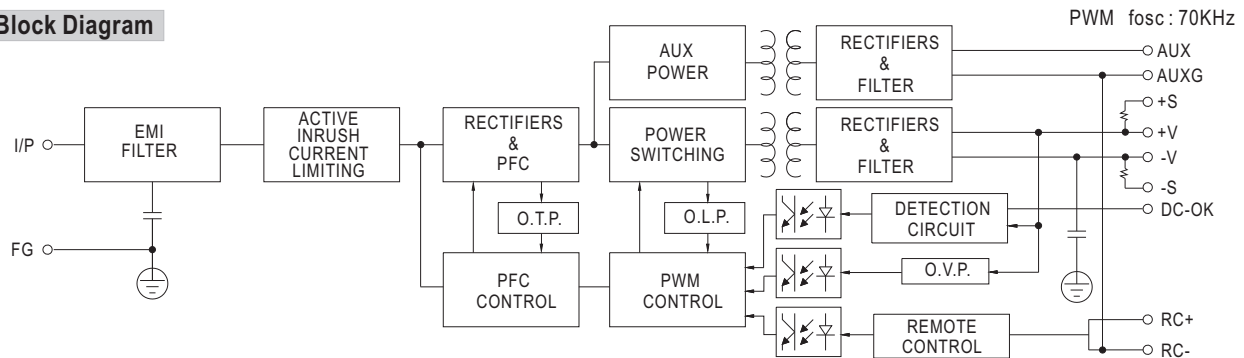 Block Diagram
PWM fosc : 70KHz
AUX
POWER
RECTIFIERS
&
FILTER
AUX
AUXG
+S
+V
-V
-S
DC-OK
I/P
EMI
FILTER
ACTIVE
INRUSH
CURRENT
LIMITING
RECTIFIERS
&
PFC
POWER
SWITCHING
RECTIFIERS
&
FILTER
O.T.P.
O.L.P.
DETECTION
CIRCUIT
FG
PFC
CONTROL
PWM
CONTROL
O.V.P.
REMOTE
CONTROL
RC+
RC-